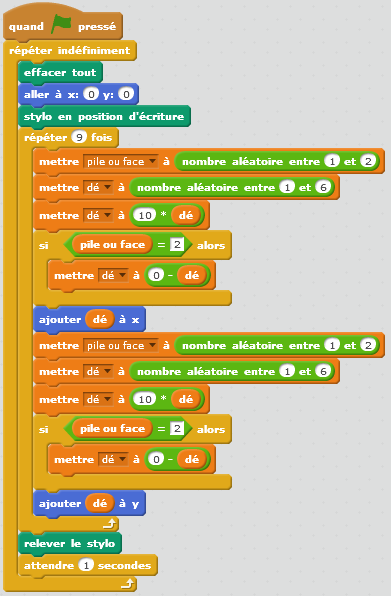 quand pressé
répéter indéfiniment
effacer tout
aller à x: 0 y: 0
stylo en position d'écriture
répéter 9 fois
mettre pile ou face à nombre aléatoire entre 1 et 2
mettre dé à nombre aléatoire entre 1 et 6
mettre dé à 10 * dé
si pile ou face = 2 alors
mettre dé à 0 - dé
ajouter dé à x
mettre pile ou face à nombre aléatoire entre 1 et 2
mettre dé à nombre aléatoire entre 1 et 6
mettre dé à 10 * dé
si pile ou face = 2 alors
mettre dé à 0 - dé
ajouter dé à y
relever le stylo
attendre 1 secondes